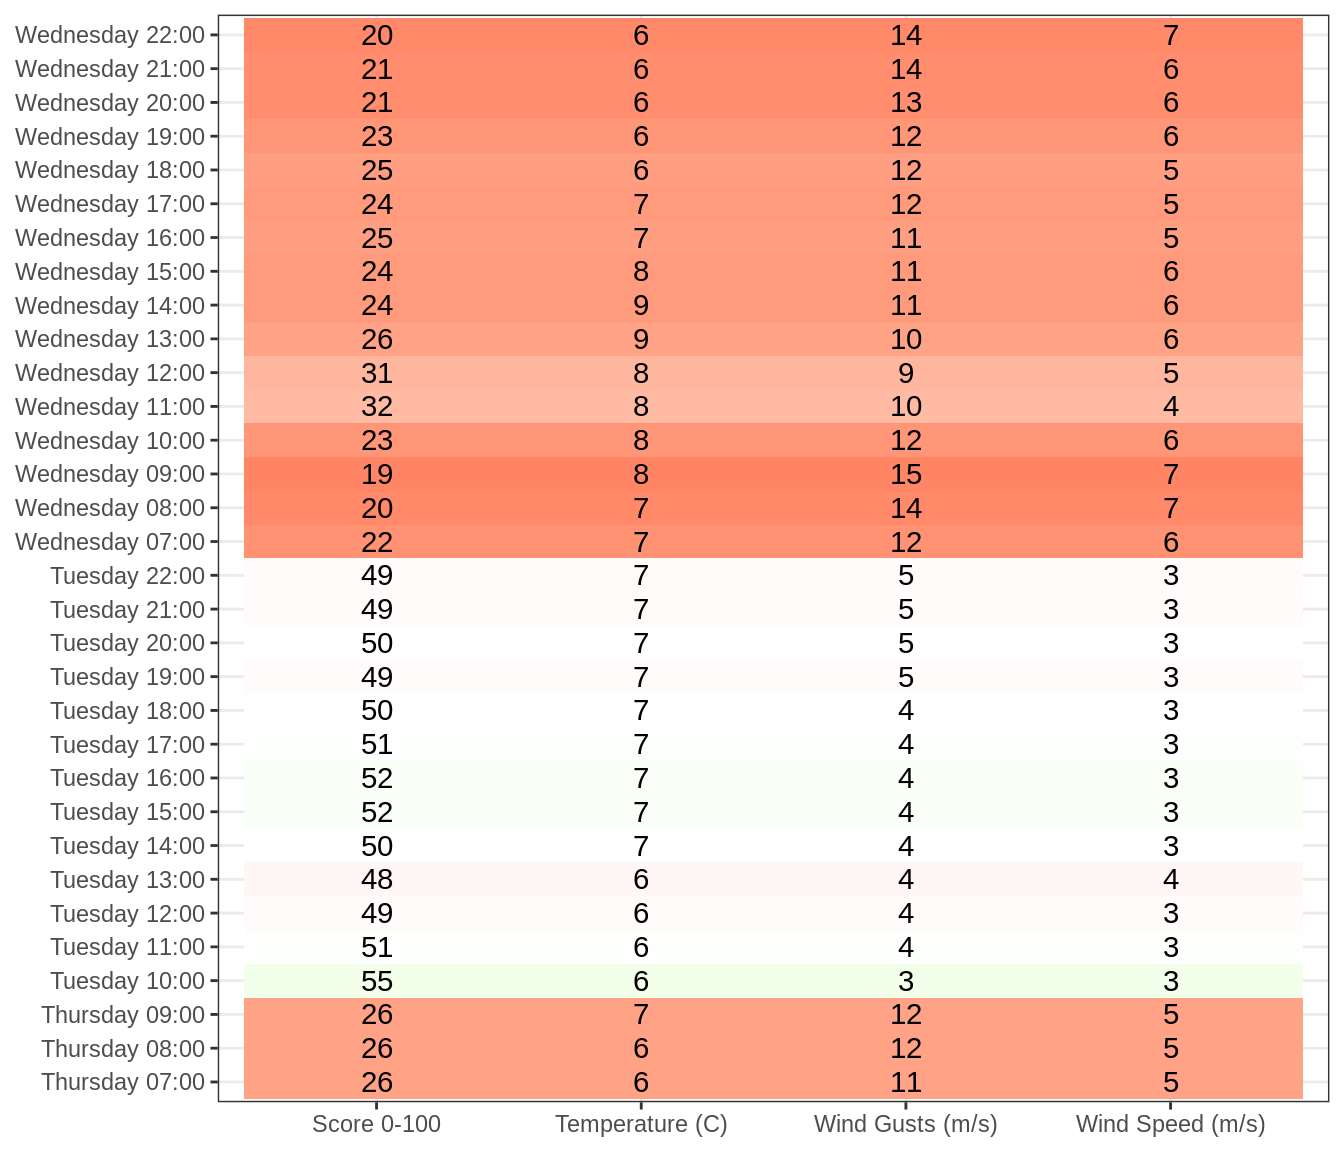 Wednesday 22:00 20 6 14 7
Wednesday 21:00 21 6 14 6
Wednesday 20:00 21 6 13 6
Wednesday 19:00 23 6 12 6
Wednesday 18:00 25 6 12 5
Wednesday 17:00 24 7 12 5
Wednesday 16:00 25 7 11 5
Wednesday 15:00 24 8 11 6
Wednesday 14:00 24 9 11 6
Wednesday 13:00 26 9 10 6
Wednesday 12:00 31 8 9 5
Wednesday 11:00 32 8 10 4
Wednesday 10:00 23 8 12 6
Wednesday 09:00 19 8 15 7
Wednesday 08:00 20 7 14 7
Wednesday 07:00 22 7 12 6
Tuesday 22:00 49 7 5 3
Tuesday 21:00 49 7 5 3
Tuesday 20:00 50 7 5 3
Tuesday 19:00 49 7 5 3
Tuesday 18:00 50 7 4 3
Tuesday 17:00 51 7 4 3
Tuesday 16:00 52 7 4 3
Tuesday 15:00 52 7 4 3
Tuesday 14:00 50 7 4 3
Tuesday 13:00 48 6 4 4
Tuesday 12:00 49 6 4 3
Tuesday 11:00 51 6 4 3
Tuesday 10:00 55 6 3 3
Thursday 09:00 26 7 12 5
Thursday 08:00 26 6 12 5
Thursday 07:00 26 6 11 5
Score 0-100 Temperature (C) Wind Gusts (m/s) Wind Speed (m/s)